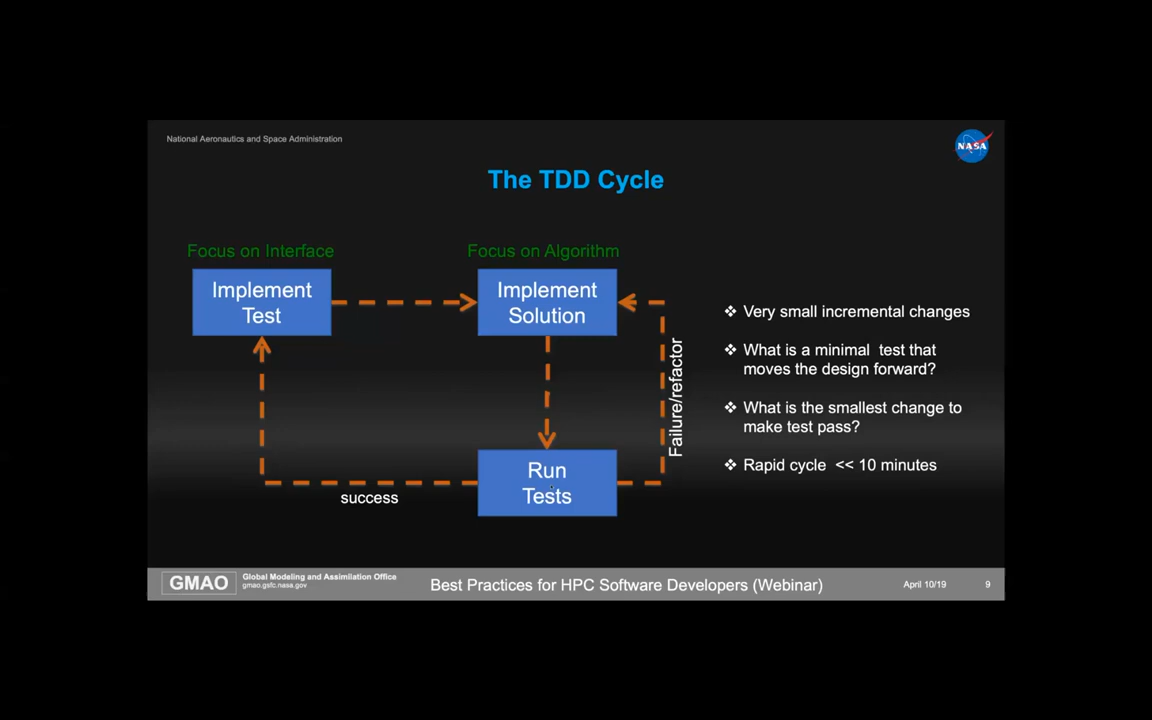 National Aeronautics and Space Administration
NASA
The TDD Cycle
Focus on Interface
Implement
Test
Focus on Algorithm
Implement
Solution
Run
Tests
success
Failure/refactor
❖ Very small incremental changes
❖ What is a minimal test that
moves the design forward?
❖ What is the smallest change to
make test pass?
❖ Rapid cycle << 10 minutes
GMAO
Global Modeling and Assimilation Office
gmao.gsfc.nasa.gov
Best Practices for HPC Software Developers (Webinar)
April 10/19
9